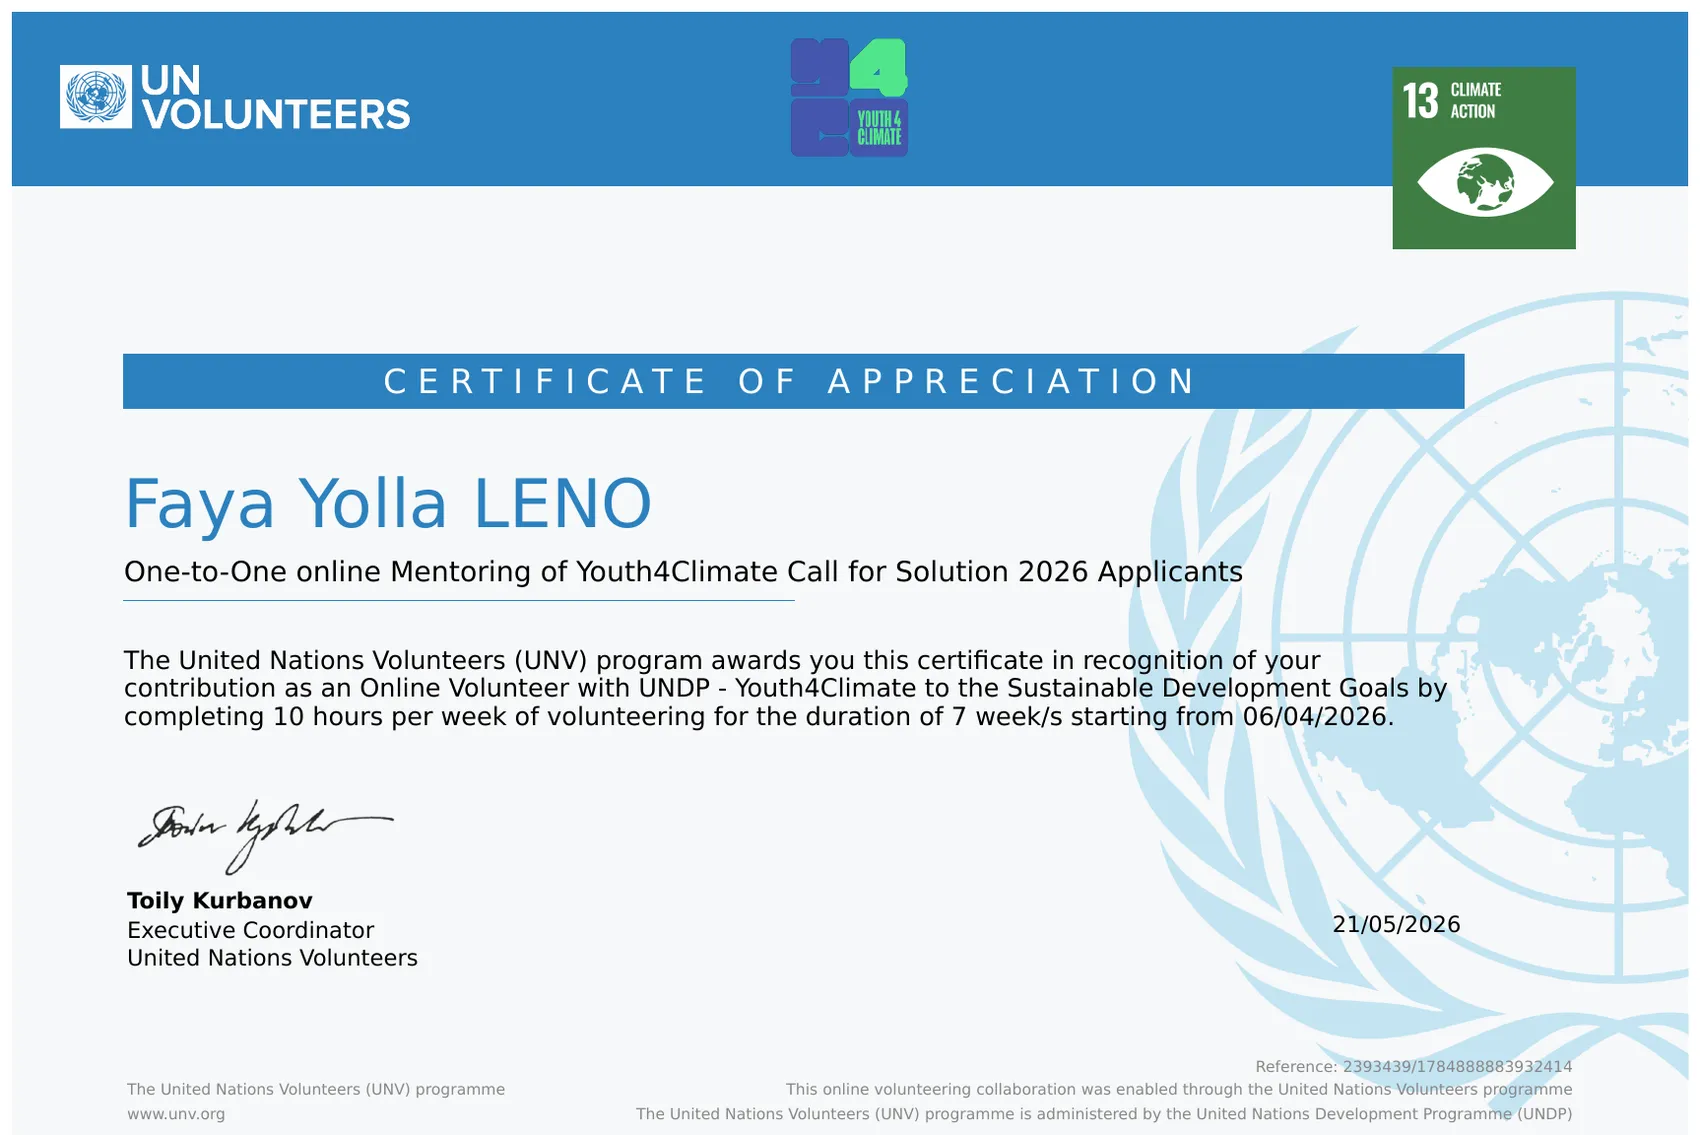 UN
VOLUNTEERS
4
YOUTH 4
CLIMATE
13 CLIMATE
ACTION
CERTIFICATE OF APPRECIATION
Faya Yolla LENO
One-to-One online Mentoring of Youth4Climate Call for Solution 2026 Applicants
The United Nations Volunteers (UNV) program awards you this certificate in recognition of your
contribution as an Online Volunteer with UNDP - Youth4Climate to the Sustainable Development Goals by
completing 10 hours per week of volunteering for the duration of 7 week/s starting from 06/04/2026.
Toily Kurbanov
Executive Coordinator
United Nations Volunteers
21/05/2026
Reference: 2393439/1784888883932414
The United Nations Volunteers (UNV) programme
www.unv.org
This online volunteering collaboration was enabled through the United Nations Volunteers programme
The United Nations Volunteers (UNV) programme is administered by the United Nations Development Programme (UNDP)